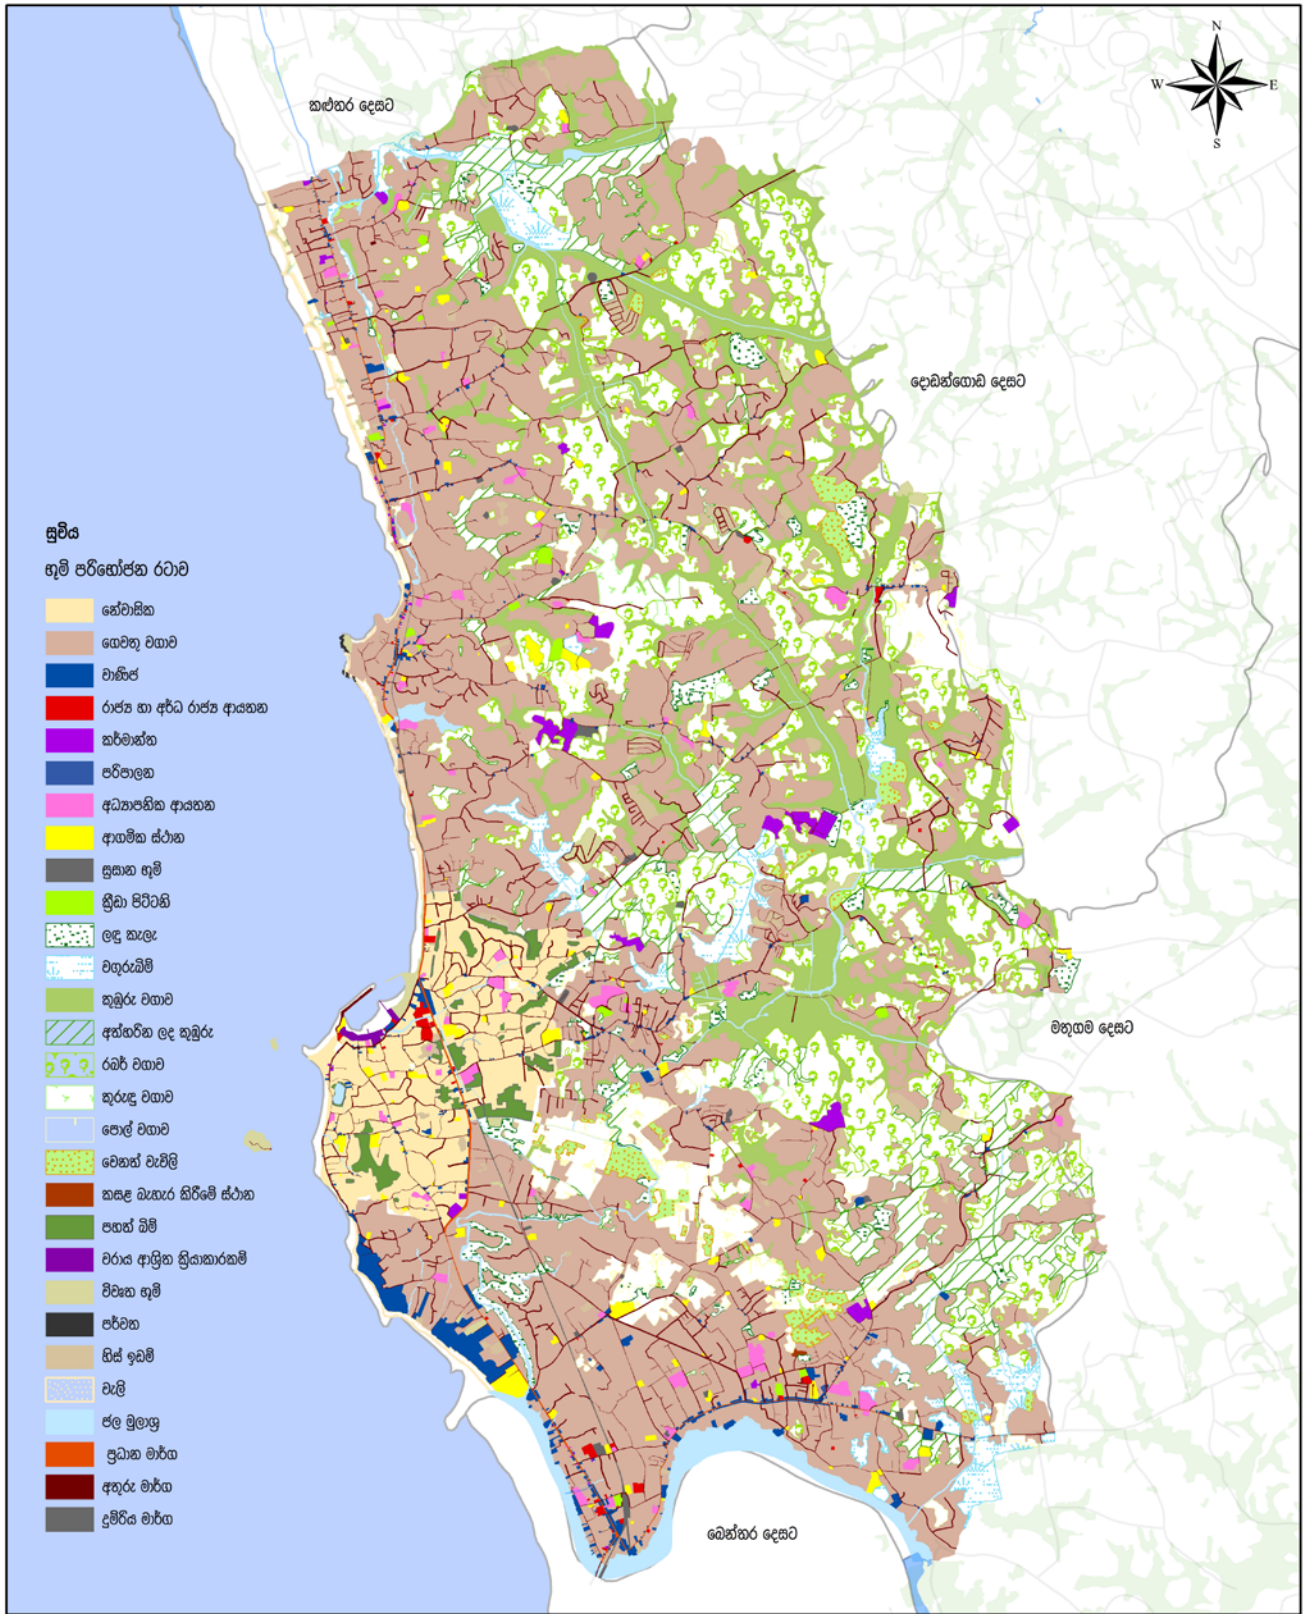 N
W
E
S
කළුතර දෙසට
දොඩන්ගොඩ දෙසට
මතුගම දෙසට
බෙන්තර දෙසට
සුචිය
භූමි පරිභෝජන රටාව
නේවාසික
ගෙවතු වගාව
වාණිජ
රාජ්‍ය හා අර්ධ රාජ්‍ය ආයතන
කර්මාන්ත
පරිපාලන
අධ්‍යාපනික ආයතන
ආගමික ස්ථාන
සුසාන භූමි
ක්‍රීඩා පිට්ටනි
ලඳු කැලෑ
වගුරුබිම්
කුඹුරු වගාව
අත්හරින ලද කුඹුරු
රබර් වගාව
කුරුඳු වගාව
පොල් වගාව
වෙනත් වැවිලි
කසළ බැහැර කිරීමේ ස්ථාන
පහත් බිම්
වරාය ආශ්‍රිත ක්‍රියාකාරකම්
විවෘත භූමි
පර්වත
හිස් ඉඩම්
වැලි
ජල මුලාශ්‍ර
ප්‍රධාන මාර්ග
අතුරු මාර්ග
දුම්රිය මාර්ග